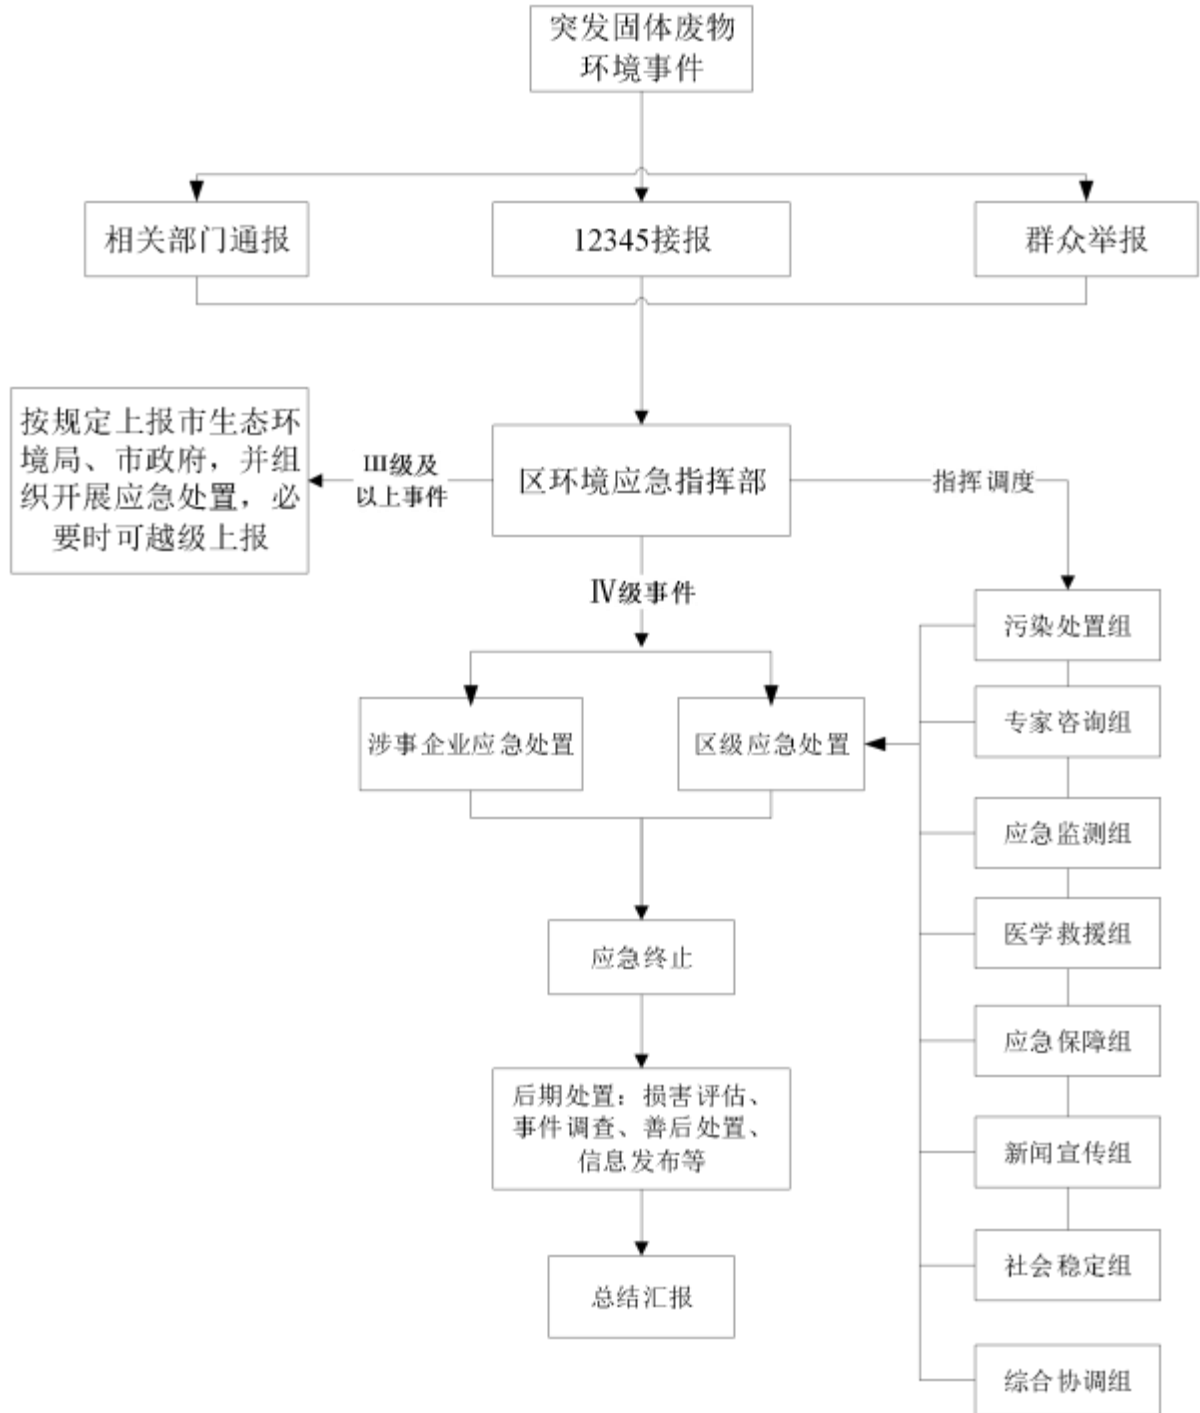 突发固体废物
环境事件
相关部门通报
12345接报
群众举报
按规定上报市生态环
境局、市政府，并组
织开展应急处置，必
要时可越级上报
Ⅲ级及
以上事件
区环境应急指挥部
指挥调度
Ⅳ级事件
涉事企业应急处置
区级应急处置
污染处置组
专家咨询组
应急监测组
医学救援组
应急保障组
新闻宣传组
社会稳定组
综合协调组
应急终止
后期处置：损害评估、
事件调查、善后处置、
信息发布等
总结汇报